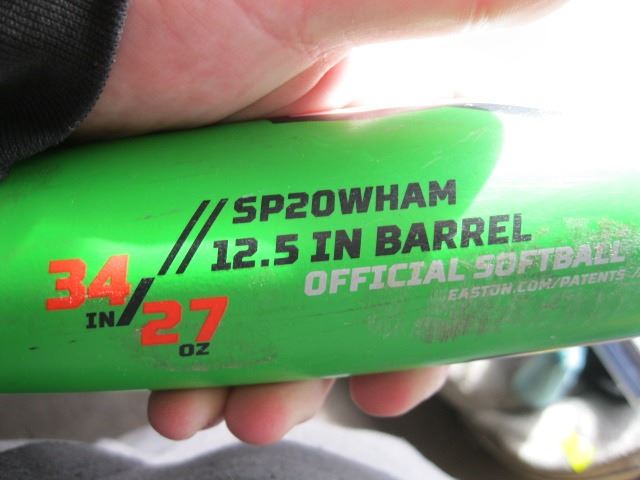 // SP20WHAM
12.5 IN BARREL
OFFICIAL SOFTBALL
EASTON.COM/PATENTS
34 IN / 27 OZ